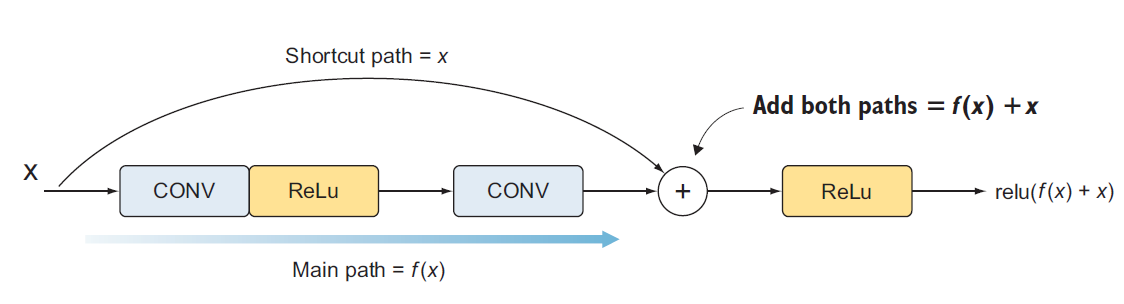 Shortcut path = x
Add both paths = f(x) + x
X
CONV
ReLu
CONV
+
ReLu
relu(f(x) + x)
Main path = f(x)